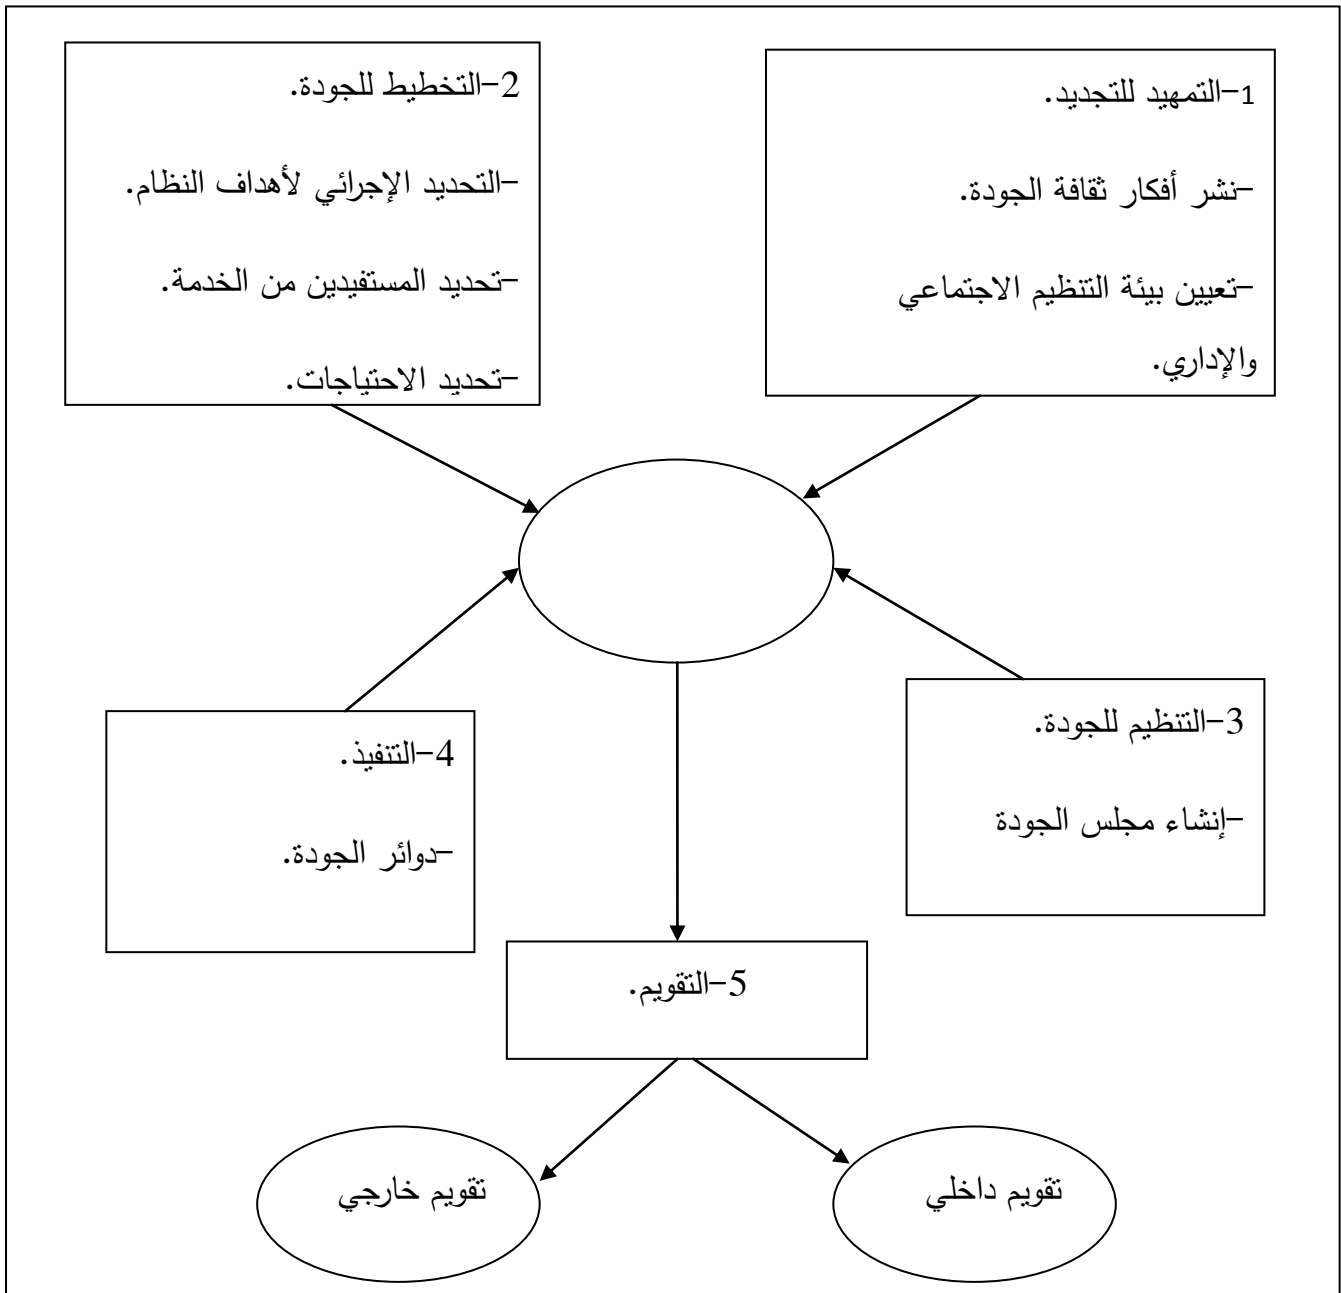 1-التمهيد للتجديد.
-نشر أفكار ثقافة الجودة.
-تعيين بيئة التنظيم الاجتماعي
والإداري.
2-التخطيط للجودة.
-التحديد الإجرائي لأهداف النظام.
-تحديد المستفيدين من الخدمة.
-تحديد الاحتياجات.
3-التنظيم للجودة.
-إنشاء مجلس الجودة
4-التنفيذ.
-دوائر الجودة.
5-التقويم.
تقويم داخلي
تقويم خارجي